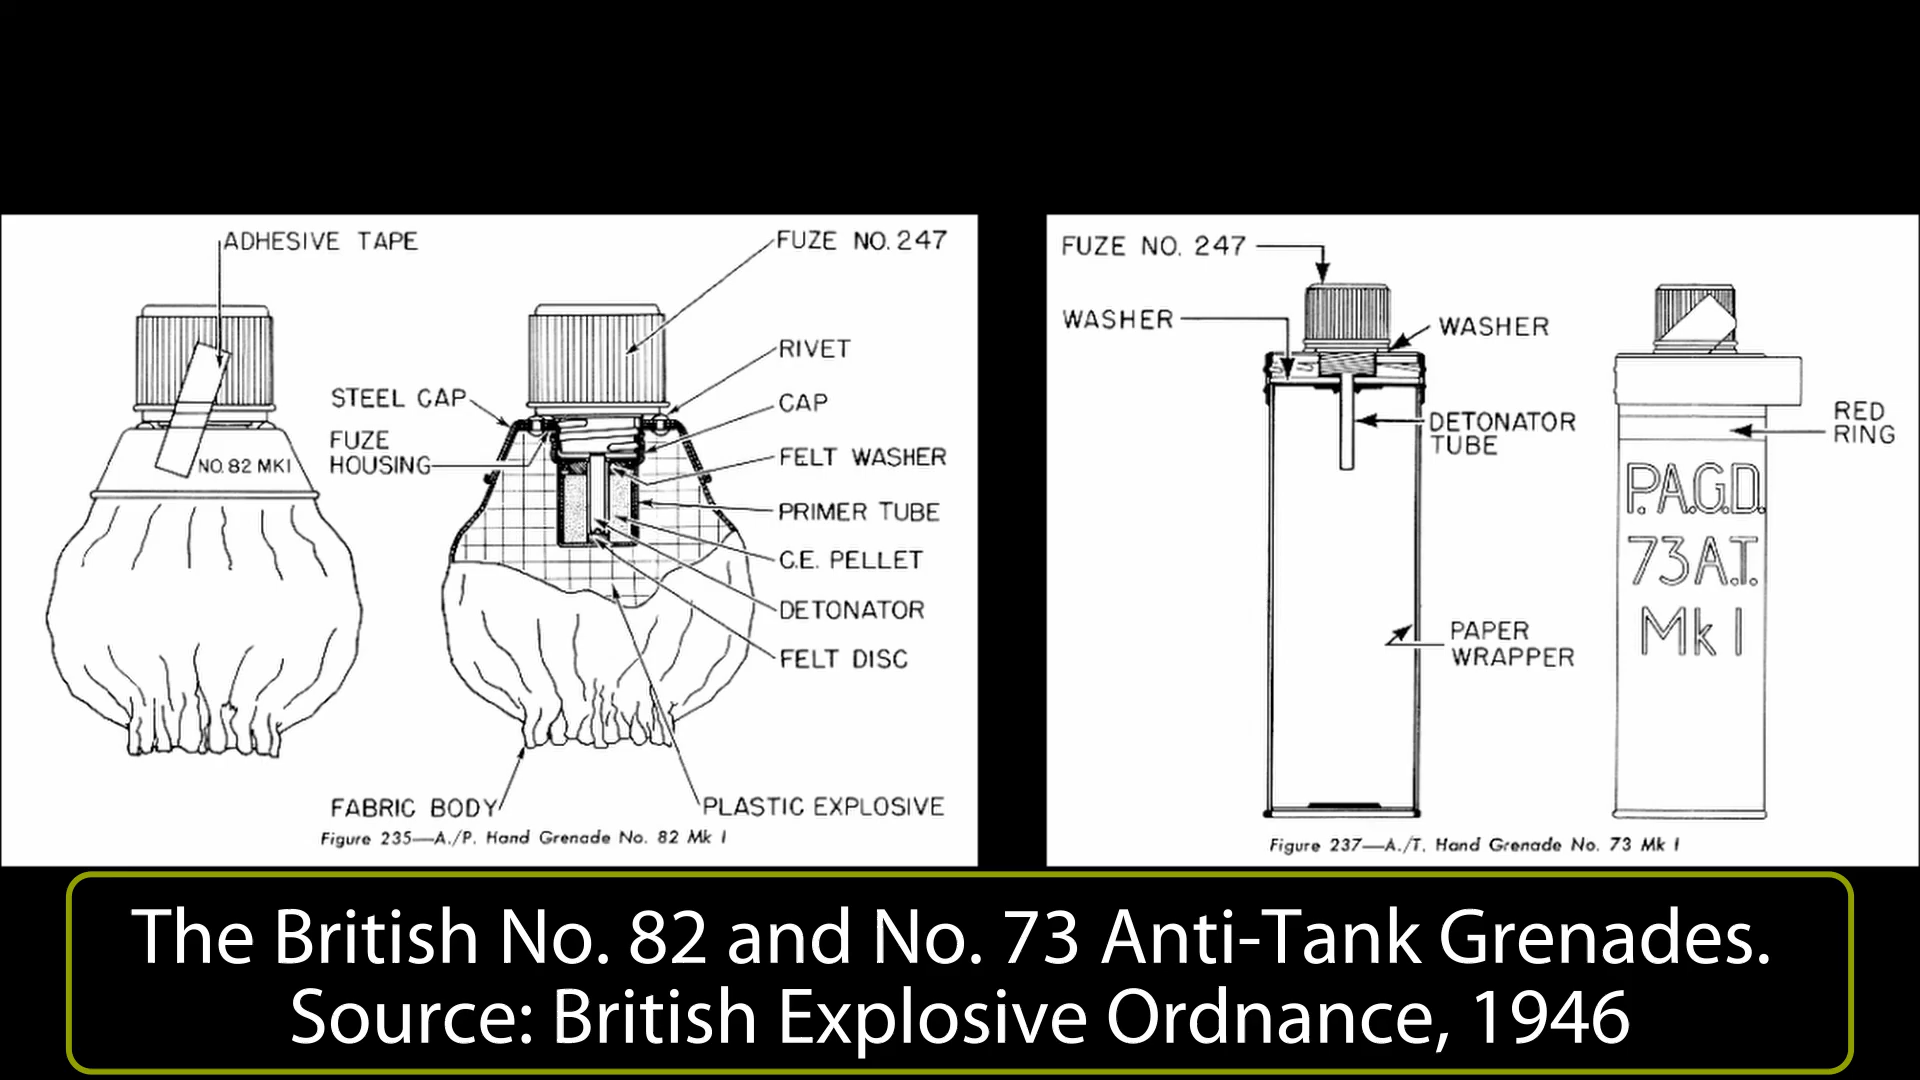 ADHESIVE TAPE
FUZE NO. 247
RIVET
STEEL CAP
CAP
FUZE
HOUSING
FELT WASHER
NO. 82 MK I
PRIMER TUBE
C.E. PELLET
DETONATOR
FELT DISC
FABRIC BODY
PLASTIC EXPLOSIVE
Figure 235—A./P. Hand Grenade No. 82 Mk I
FUZE NO. 247
WASHER
WASHER
DETONATOR
TUBE
RED
RING
P.A.G.D.
73 A.T.
Mk I
PAPER
WRAPPER
Figure 237—A./T. Hand Grenade No. 73 Mk I
The British No. 82 and No. 73 Anti-Tank Grenades.
Source: British Explosive Ordnance, 1946